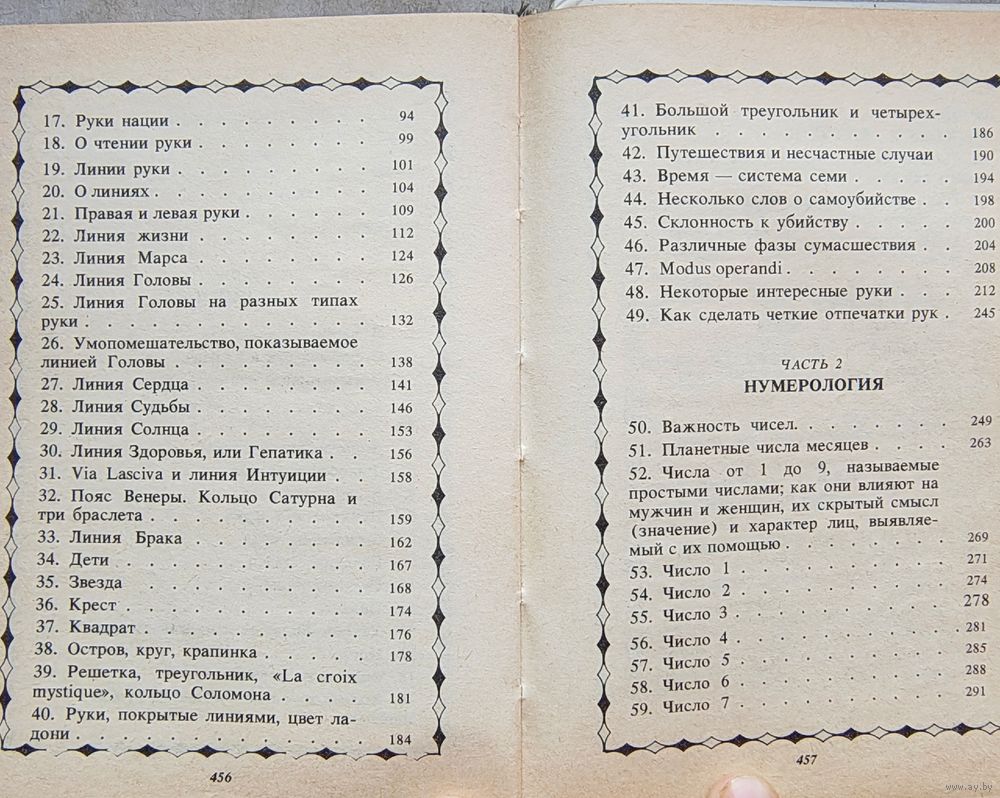 17. Руки нации . . . . . . . . . . 94
18. О чтении руки . . . . . . . . . 99
19. Линии руки . . . . . . . . . . 101
20. О линиях . . . . . . . . . . . 104
21. Правая и левая руки . . . . . . . 109
22. Линия жизни . . . . . . . . . 112
23. Линия Марса . . . . . . . . . 124
24. Линия Головы . . . . . . . . . 126
25. Линия Головы на разных типах
руки . . . . . . . . . . . . . . 132
26. Умопомешательство, показываемое
линией Головы . . . . . . . . . . 138
27. Линия Сердца . . . . . . . . . 141
28. Линия Судьбы . . . . . . . . . 146
29. Линия Солнца . . . . . . . . . 153
30. Линия Здоровья, или Гепатика . . 156
31. Via Lasciva и линия Интуиции . . 158
32. Пояс Венеры. Кольцо Сатурна и
три браслета . . . . . . . . . . . 159
33. Линия Брака . . . . . . . . . 162
34. Дети . . . . . . . . . . . . 167
35. Звезда . . . . . . . . . . . . 168
36. Крест . . . . . . . . . . . . 174
37. Квадрат . . . . . . . . . . . 176
38. Остров, круг, крапинка . . . . . . 178
39. Решетка, треугольник, «La croix
mystique», кольцо Соломона . . . . . 181
40. Руки, покрытые линиями, цвет ла-
дони . . . . . . . . . . . . . . 184
456
41. Большой треугольник и четырех-
угольник . . . . . . . . . . . . 186
42. Путешествия и несчастные случаи 190
43. Время — система семи . . . . . 194
44. Несколько слов о самоубийстве . . 198
45. Склонность к убийству . . . . . 200
46. Различные фазы сумасшествия . . 204
47. Modus operandi . . . . . . . . 208
48. Некоторые интересные руки . . . 212
49. Как сделать четкие отпечатки рук . 245
ЧАСТЬ 2
НУМЕРОЛОГИЯ
50. Важность чисел. . . . . . . . . 249
51. Планетные числа месяцев . . . . . 263
52. Числа от 1 до 9, называемые
простыми числами; как они влияют на
мужчин и женщин, их скрытый смысл
(значение) и характер лиц, выявляе-
мый с их помощью . . . . . . . . 269
53. Число 1 . . . . . . . . . . . 271
54. Число 2 . . . . . . . . . . . 274
55. Число 3 . . . . . . . . . . . 278
56. Число 4 . . . . . . . . . . . 281
57. Число 5 . . . . . . . . . . . 285
58. Число 6 . . . . . . . . . . . 288
59. Число 7 . . . . . . . . . . . 291
457
www.ay.by